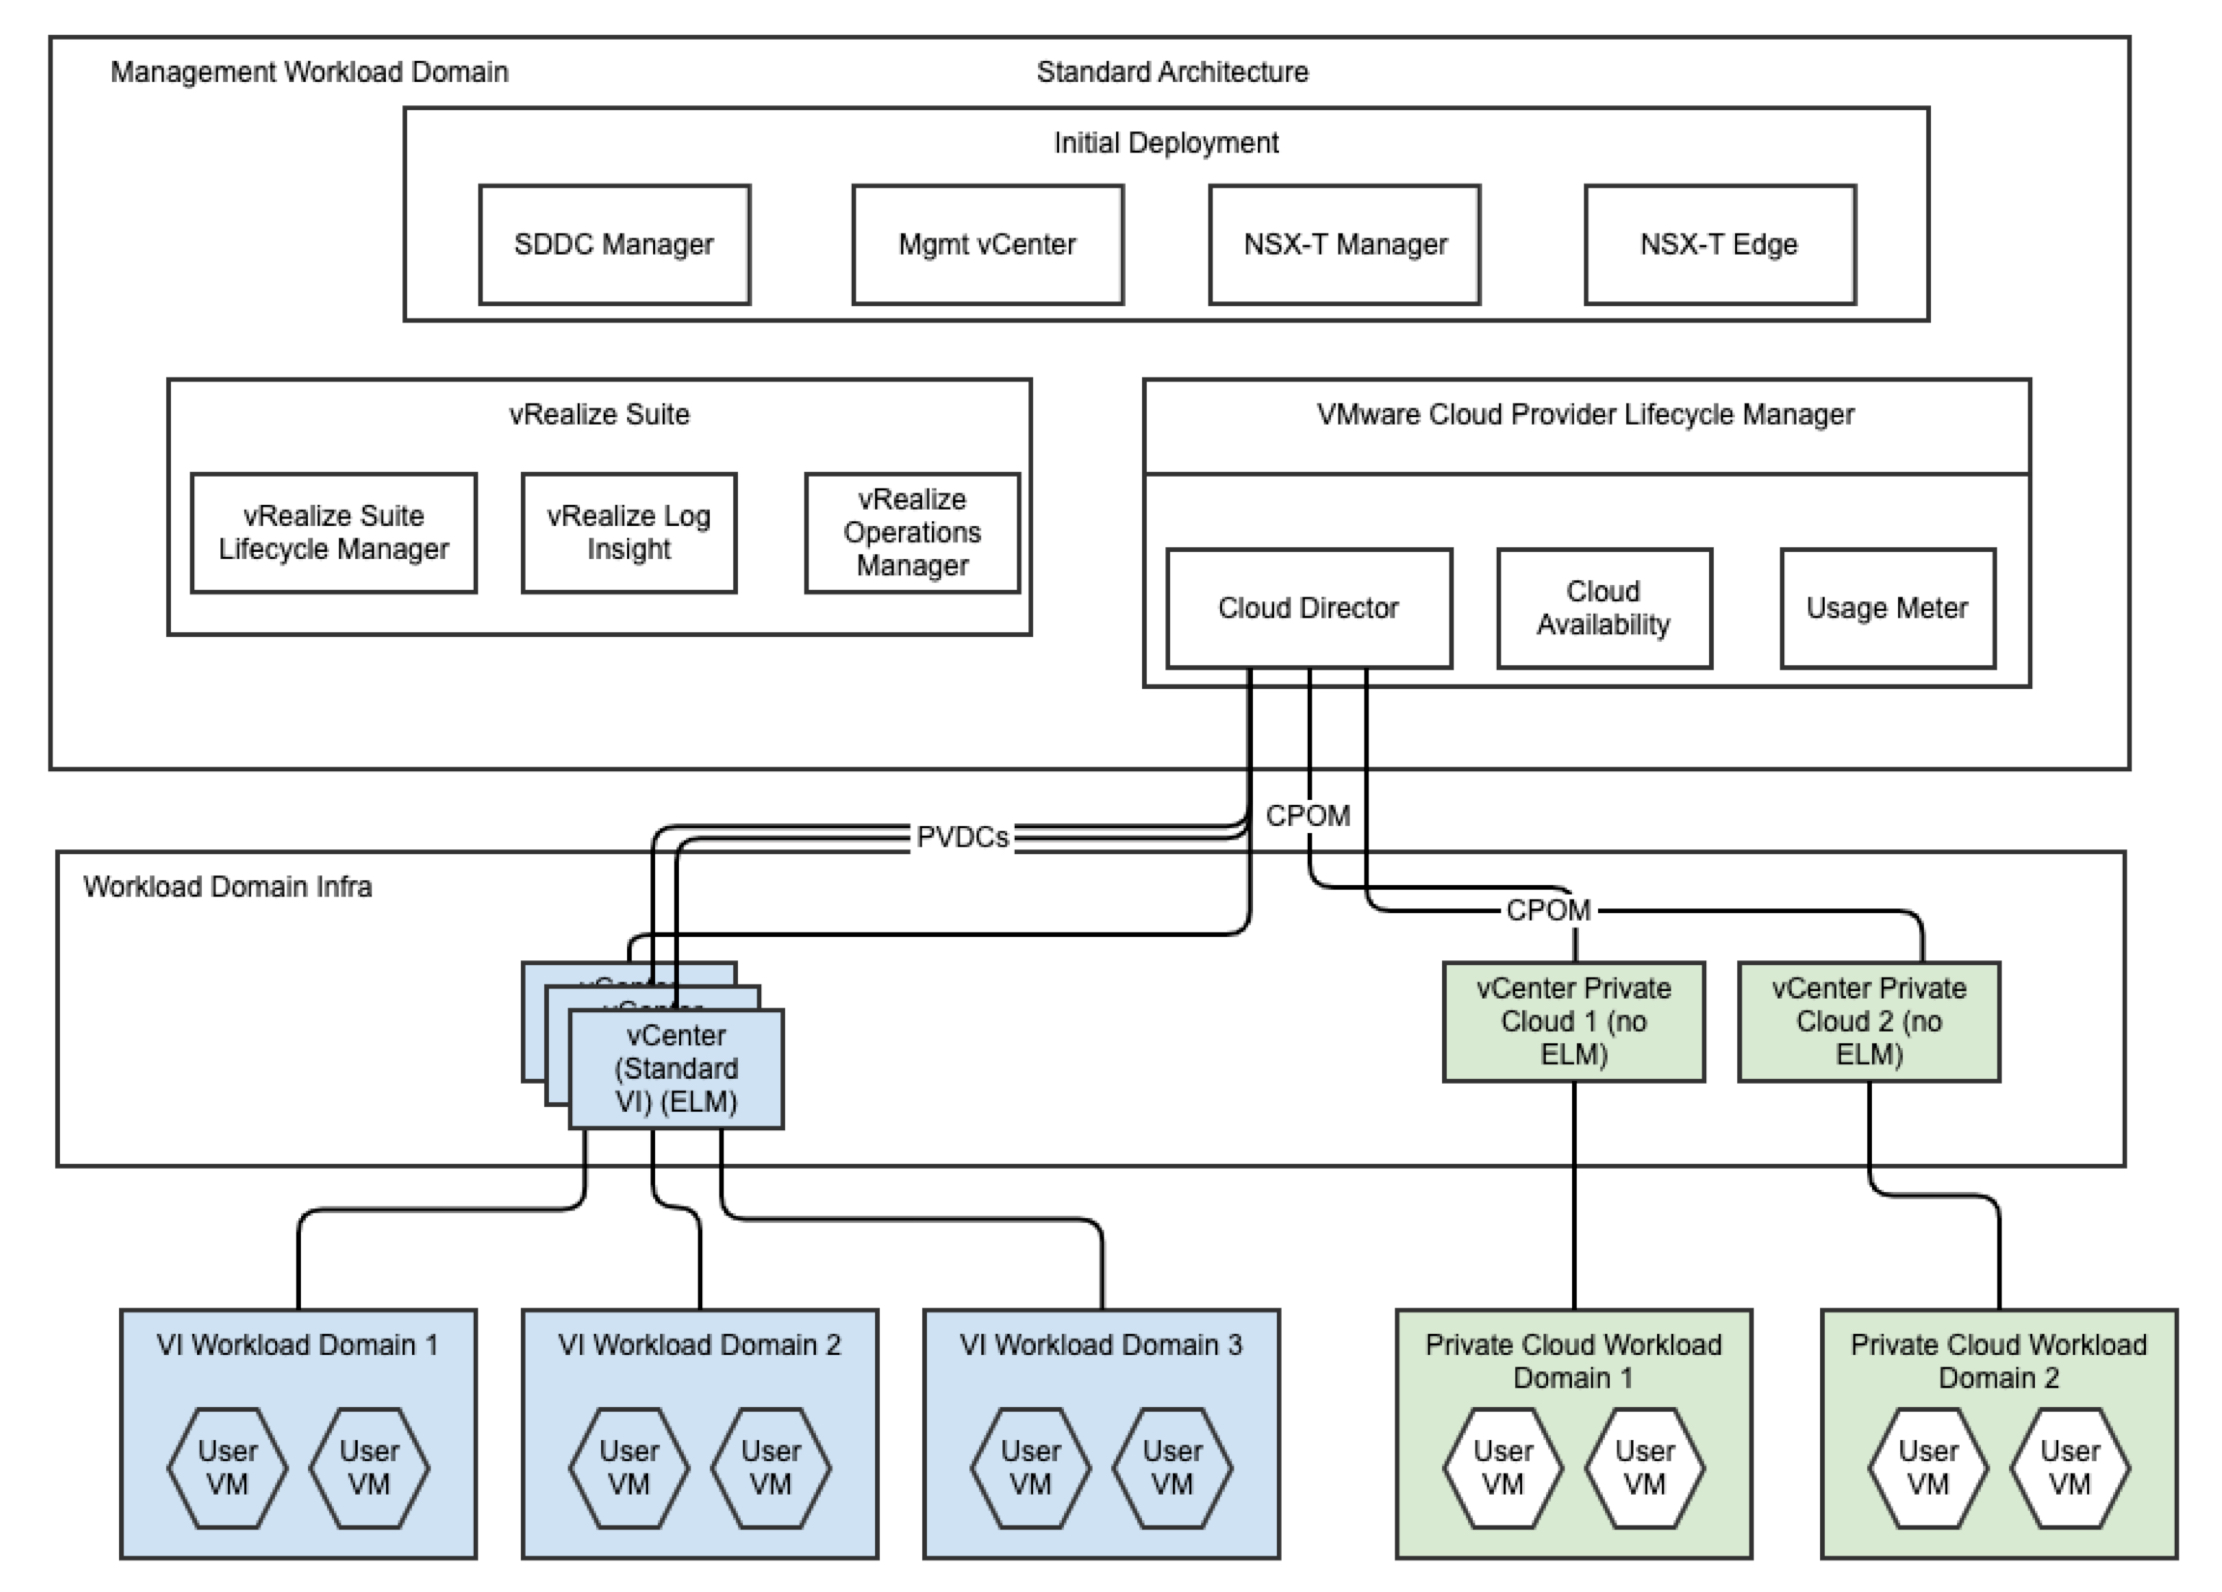 Management Workload Domain
Standard Architecture
Initial Deployment
SDDC Manager
Mgmt vCenter
NSX-T Manager
NSX-T Edge
vRealize Suite
vRealize Suite
Lifecycle Manager
vRealize Log
Insight
vRealize
Operations
Manager
VMware Cloud Provider Lifecycle Manager
Cloud Director
Cloud
Availability
Usage Meter
PVDCs
CPOM
CPOM
Workload Domain Infra
vCenter
(Standard
VI) (ELM)
vCenter Private
Cloud 1 (no
ELM)
vCenter Private
Cloud 2 (no
ELM)
VI Workload Domain 1
User
VM
User
VM
VI Workload Domain 2
User
VM
User
VM
VI Workload Domain 3
User
VM
User
VM
Private Cloud Workload
Domain 1
User
VM
User
VM
Private Cloud Workload
Domain 2
User
VM
User
VM